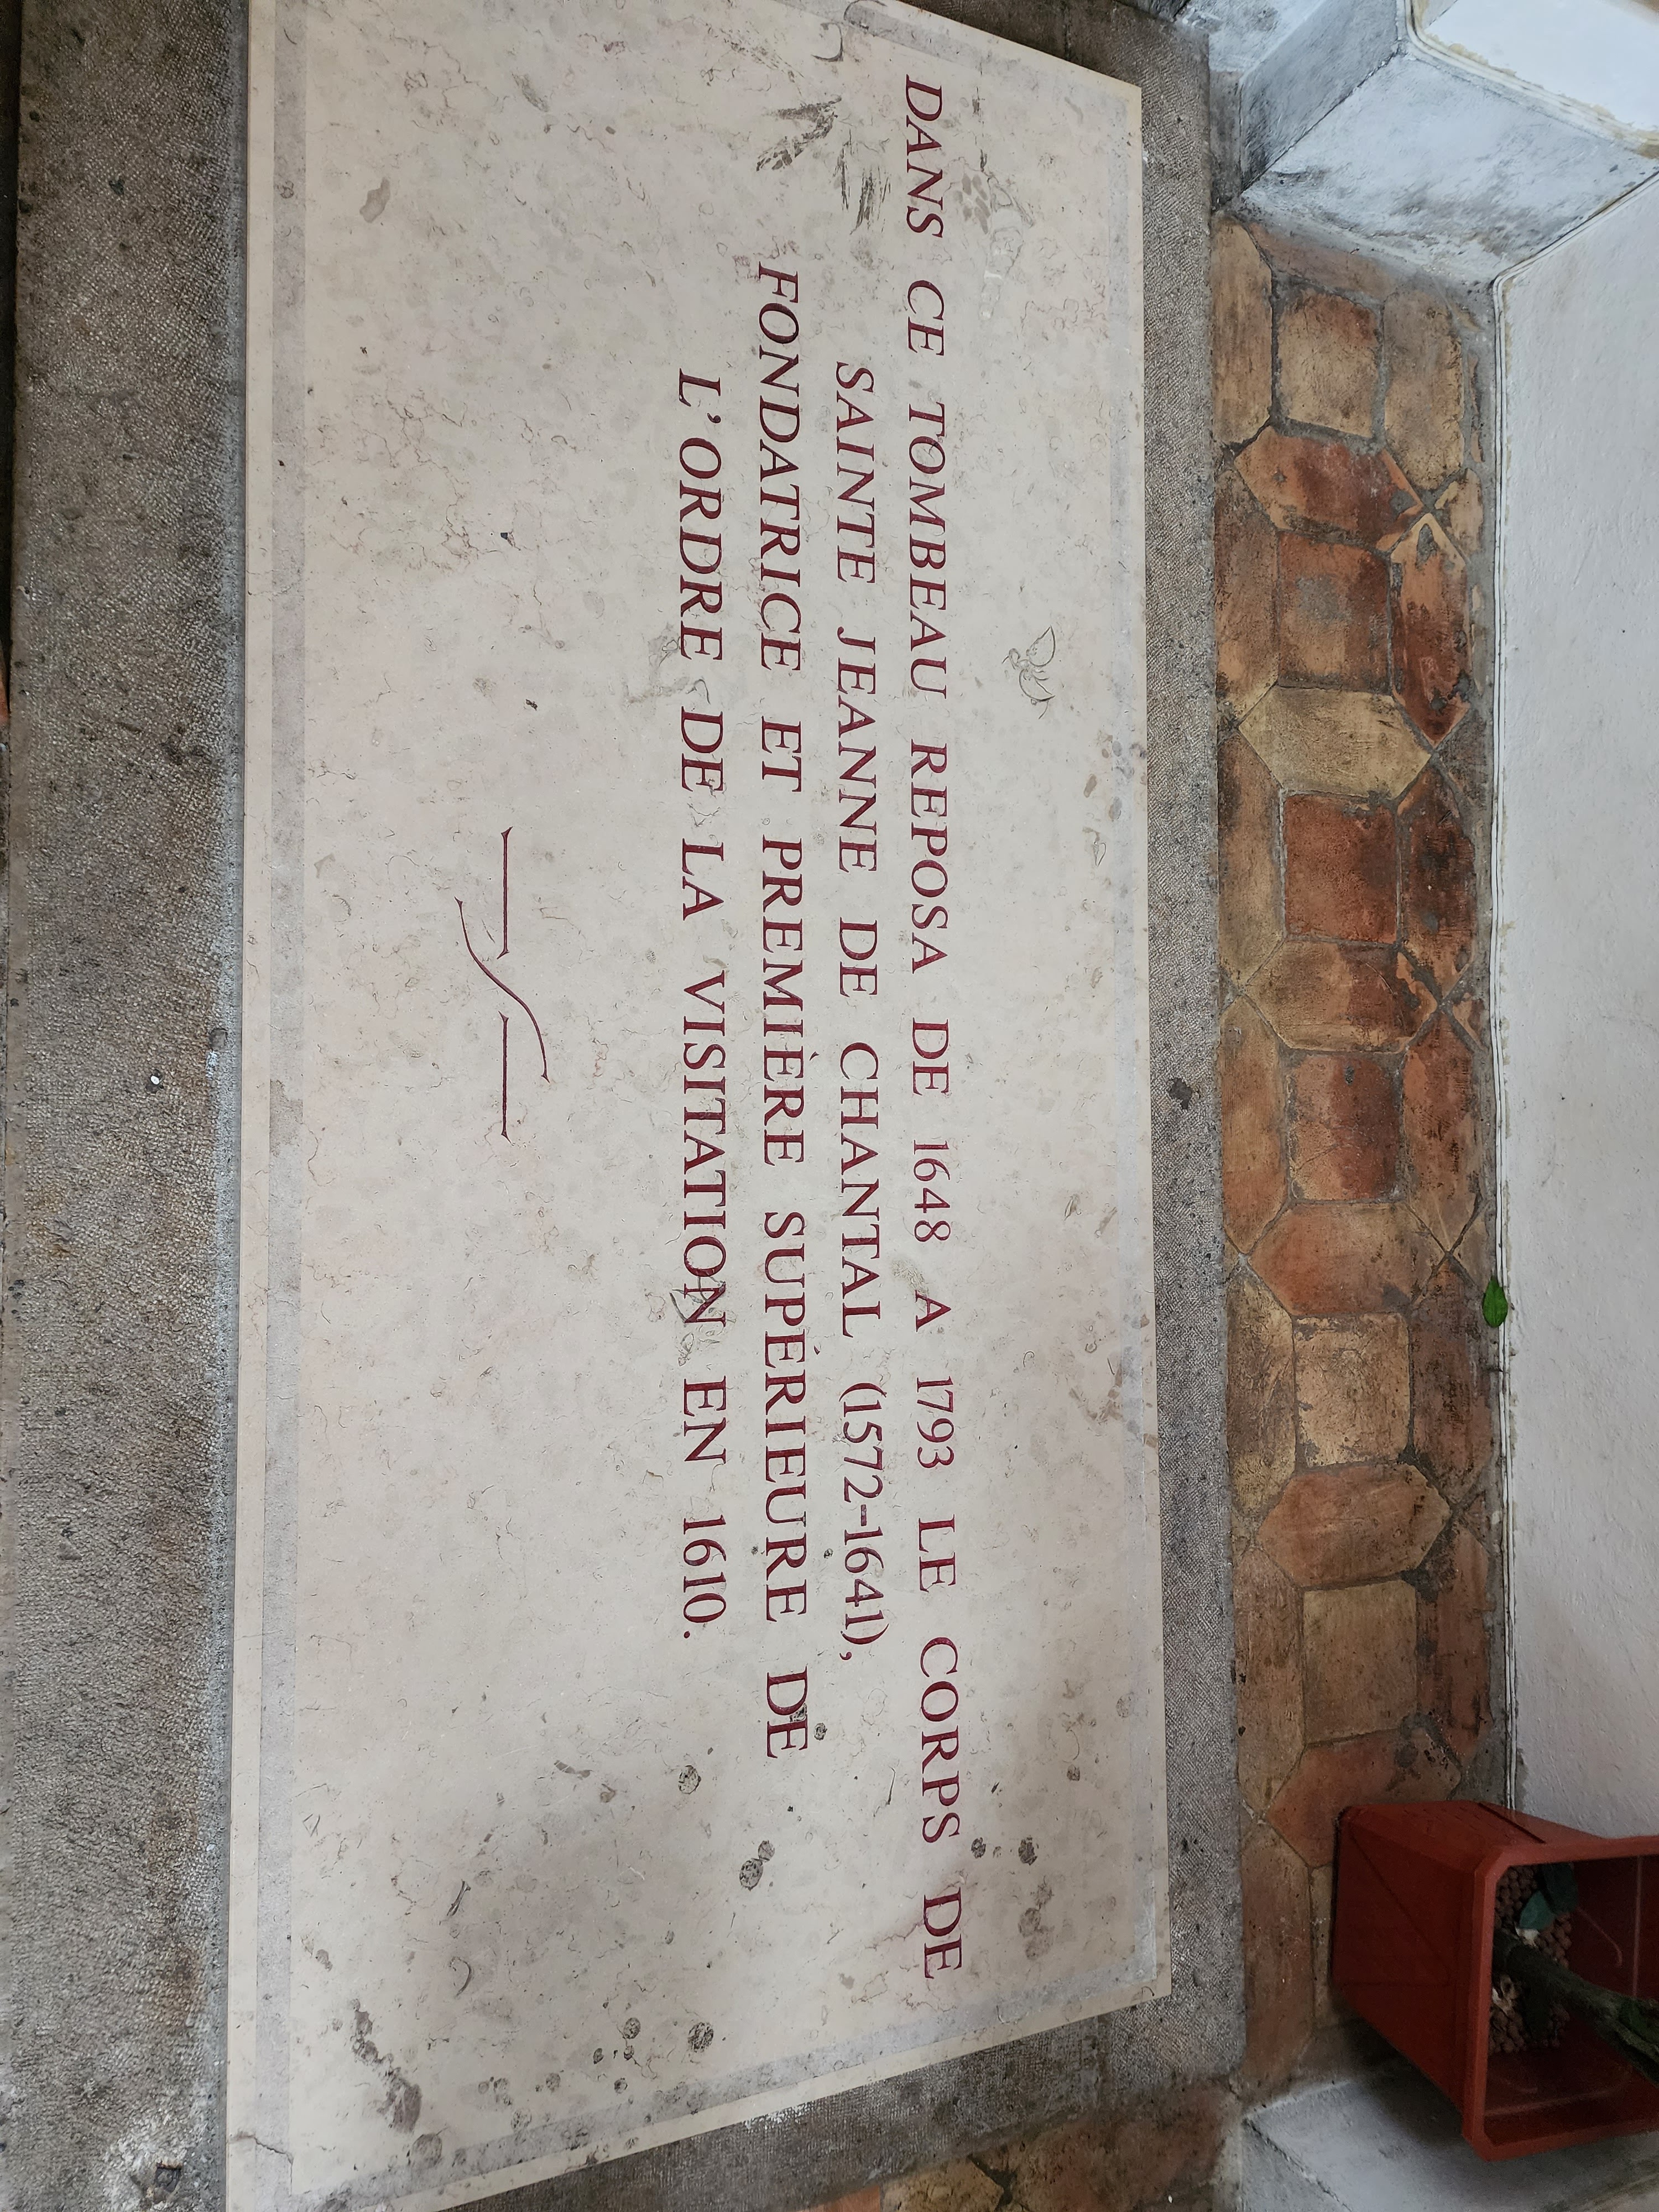 DANS CE TOMBEAU REPOSA DE 1648 A 1793 LE CORPS DE
SAINTE JEANNE DE CHANTAL (1572-1641),
FONDATRICE ET PREMIÈRE SUPÉRIEURE DE
L'ORDRE DE LA VISITATION EN 1610.